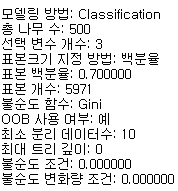 모델링 방법: Classification
총 나무 수: 500
선택 변수 개수: 3
표본크기 지정 방법: 백분율
표본 백분율: 0.700000
표본 개수: 5971
불순도 함수: Gini
OOB 사용 여부: 예
최소 분리 데이터수: 10
최대 트리 깊이: 0
불순도 조건: 0.000000
불순도 변화량 조건: 0.000000